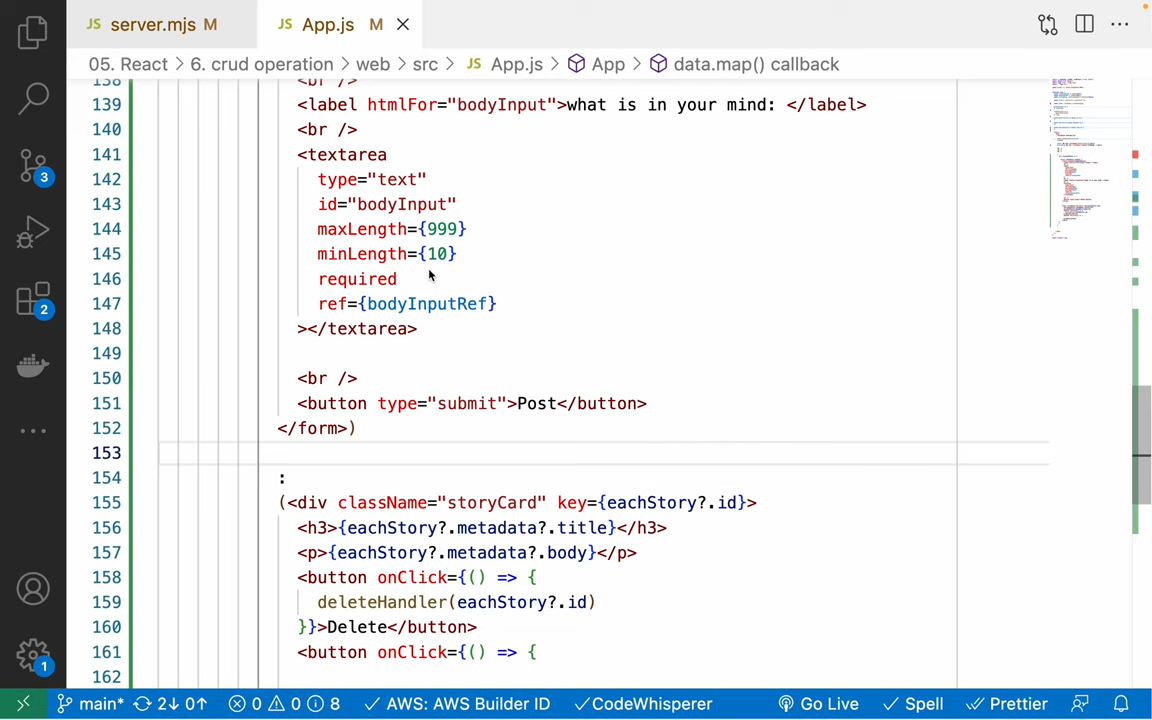 JS server.mjs M JS App.js M
05. React > 6. crud operation > web > src > JS App.js > App > data.map() callback
138 <br />
139 <label htmlFor="bodyInput">what is in your mind: </label>
140 <br />
141 <textarea
142 type="text"
143 id="bodyInput"
144 maxLength={999}
145 minLength={10}
146 required
147 ref={bodyInputRef}
148 ></textarea>
149
150 <br />
151 <button type="submit">Post</button>
152 </form>)
153
154 :
155 (<div className="storyCard" key={eachStory?.id}>
156 <h3>{eachStory?.metadata?.title}</h3>
157 <p>{eachStory?.metadata?.body}</p>
158 <button onClick={() => {
159 deleteHandler(eachStory?.id)
160 }}>Delete</button>
161 <button onClick={() => {
162
3
2
1
main* 2↓ 0↑ 0 0 8 AWS: AWS Builder ID CodeWhisperer Go Live Spell Prettier